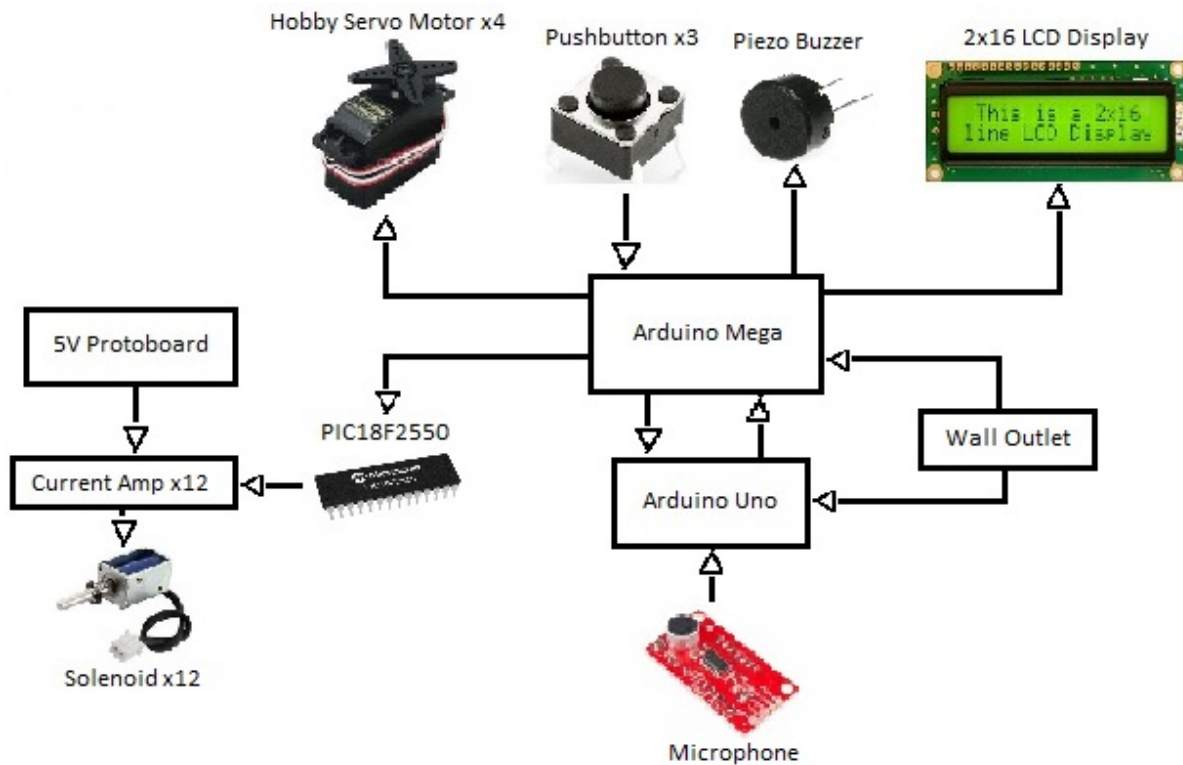 Hobby Servo Motor x4
Pushbutton x3
Piezo Buzzer
2x16 LCD Display
This is a 2x16
line LCD Display
5V Protoboard
Arduino Mega
PIC18F2550
Wall Outlet
Current Amp x12
Arduino Uno
Solenoid x12
Microphone